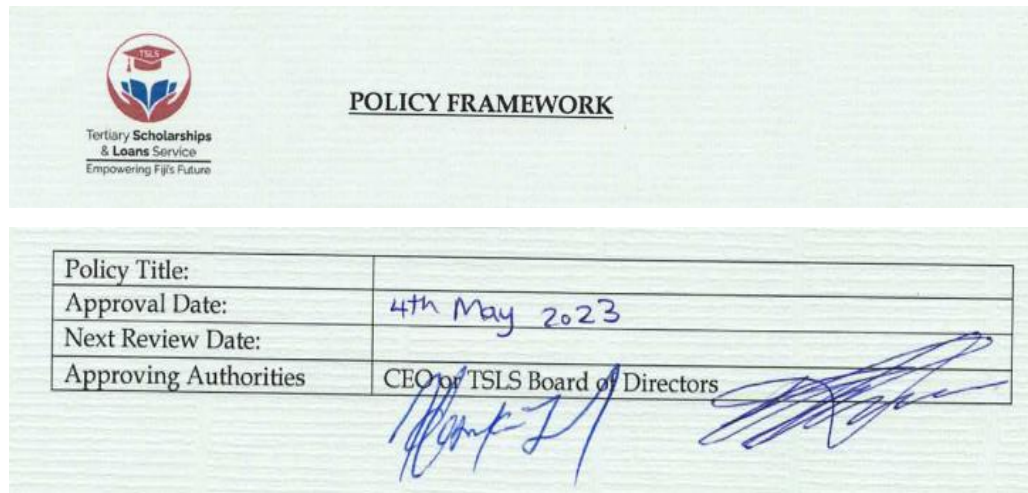 TSLS
Tertiary Scholarships
& Loans Service
Empowering Fiji's Future
POLICY FRAMEWORK
Policy Title:
Approval Date: 4th May 2023
Next Review Date:
Approving Authorities CEO or TSLS Board of Directors